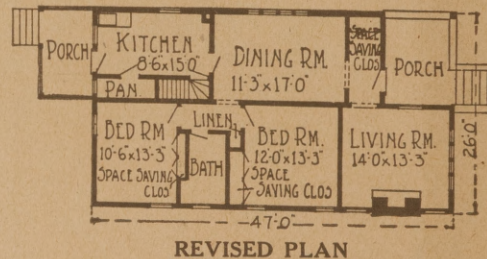 PORCH
KITCHEN
8'-6"x15'0"
DINING RM.
11'-3"x17'-0"
SPACE
SAVING
CLOS
PORCH
PAN.
LINEN
BED RM
10'-6"x13'-3"
SPACE SAVING
CLOS
BATH
BED RM.
12'-0"x13'-3"
SPACE
SAVING CLOS
LIVING RM.
14'-0"x13'-3"
26'-0"
47'-0"
REVISED PLAN